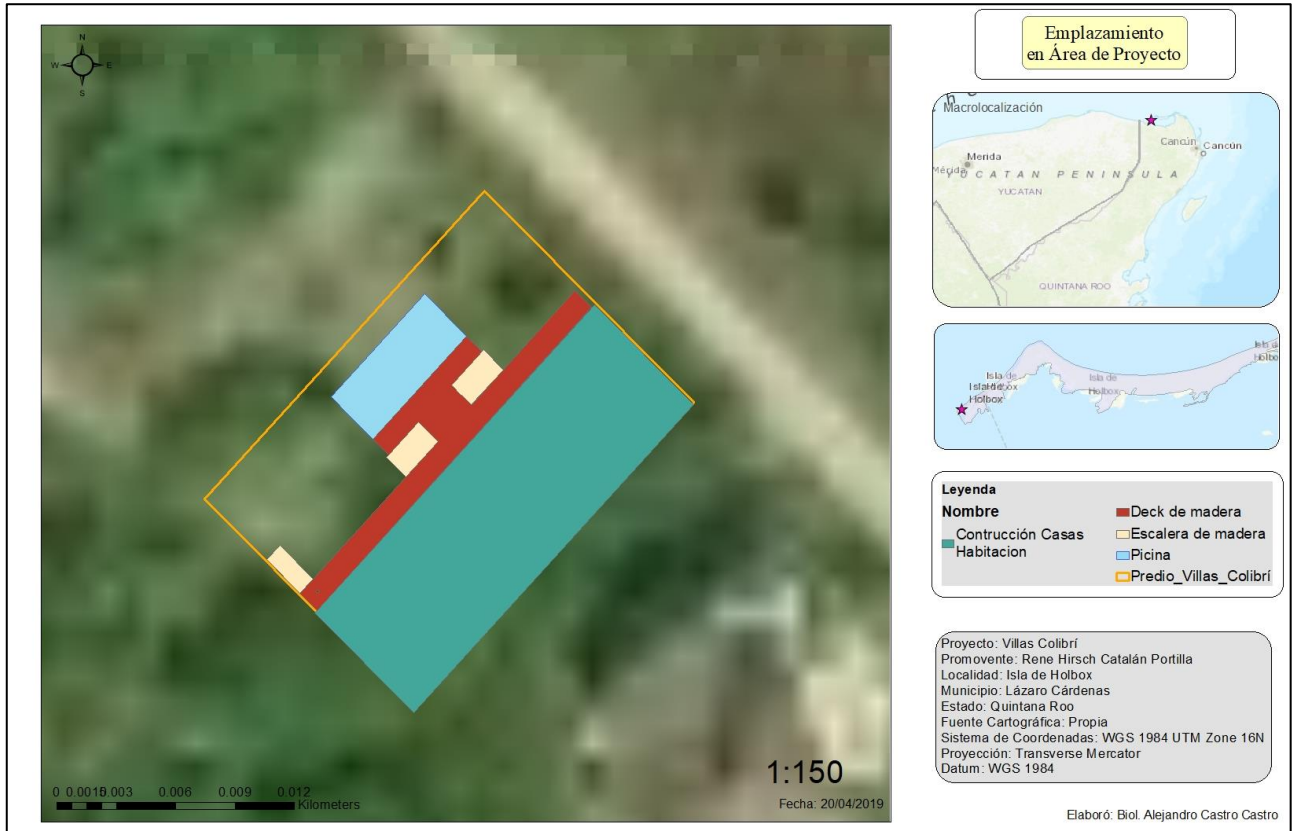 Emplazamiento
en Área de Proyecto
N
W
E
S
Macrolocalización
Cancún
Cancún
Merida
Mérida
YUCATAN PENINSULA
YUCATAN
QUINTANA ROO
Isla de
Holbox
Isla de
Holbox
Leyenda
Nombre
Contrucción Casas
Habitacion
Deck de madera
Escalera de madera
Picina
Predio_Villas_Colibrí
Proyecto: Villas Colibrí
Promovente: Rene Hirsch Catalán Portilla
Localidad: Isla de Holbox
Municipio: Lázaro Cárdenas
Estado: Quintana Roo
Fuente Cartográfica: Propia
Sistema de Coordenadas: WGS 1984 UTM Zone 16N
Proyección: Transverse Mercator
Datum: WGS 1984
1:150
Fecha: 20/04/2019
0 0.0015 0.003 0.006 0.009 0.012
Kilometers
Elaboró: Biol. Alejandro Castro Castro